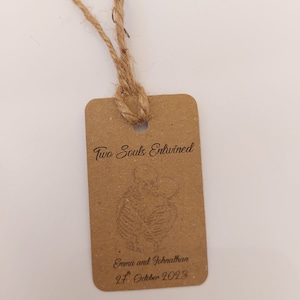 Two Souls Entwined
Emma and Johnathan
27th October 2023